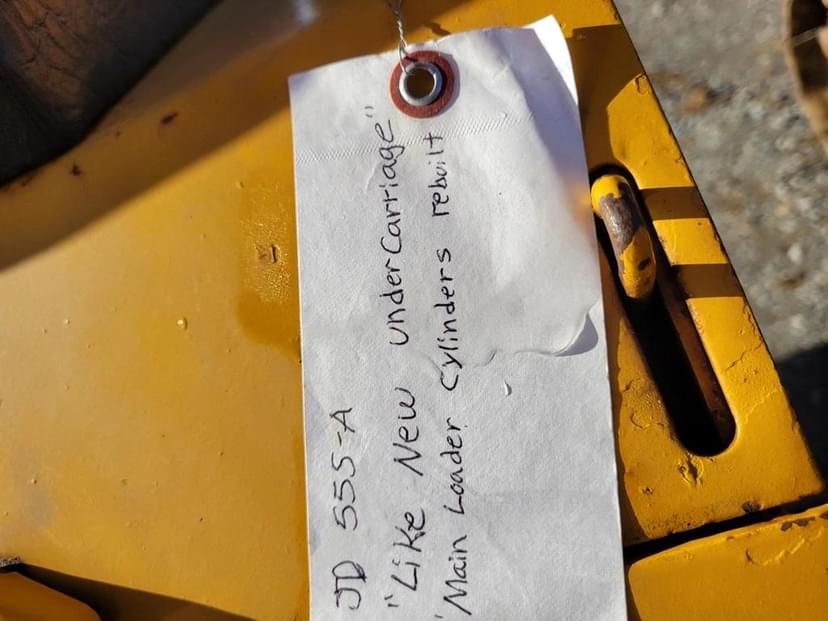 JD 555-A
"Like New underCarriage"
'Main Loader Cylinders rebuilt